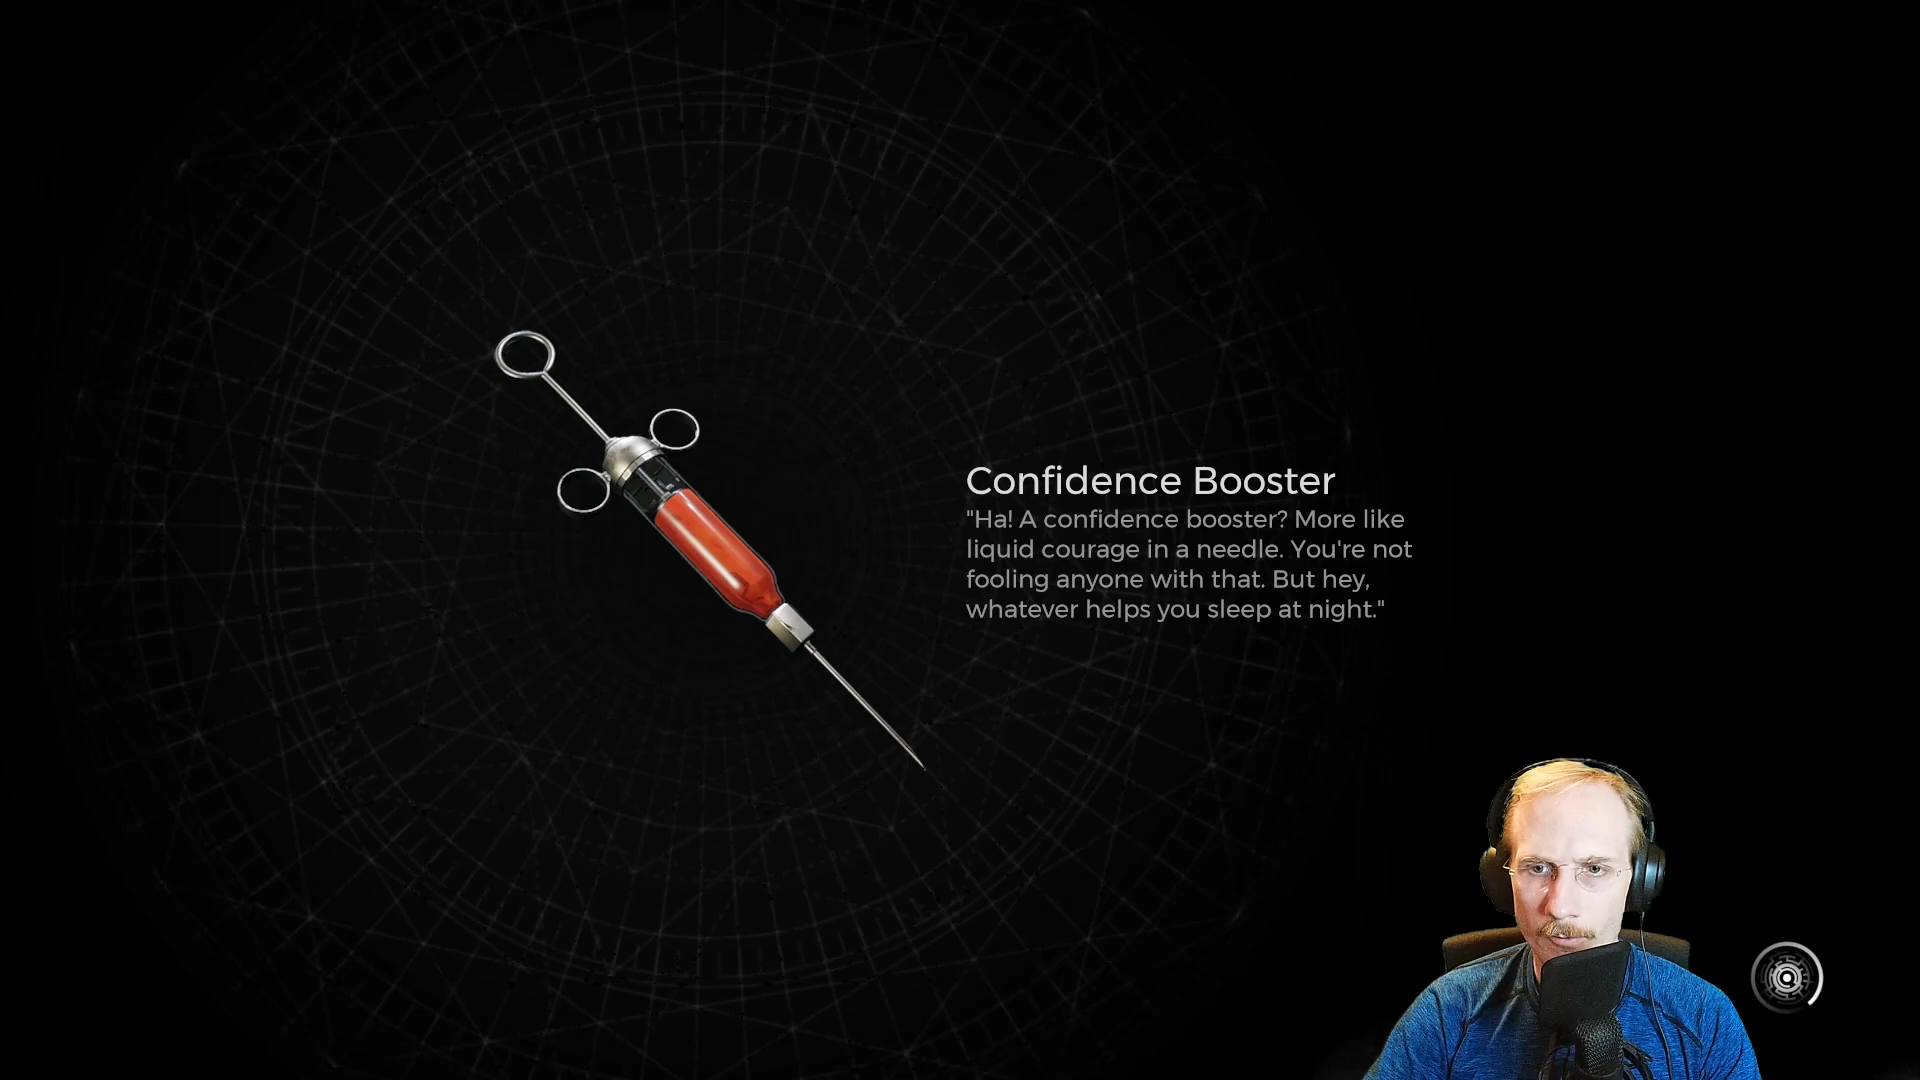 Confidence Booster
"Ha! A confidence booster? More like
liquid courage in a needle. You're not
fooling anyone with that. But hey,
whatever helps you sleep at night."